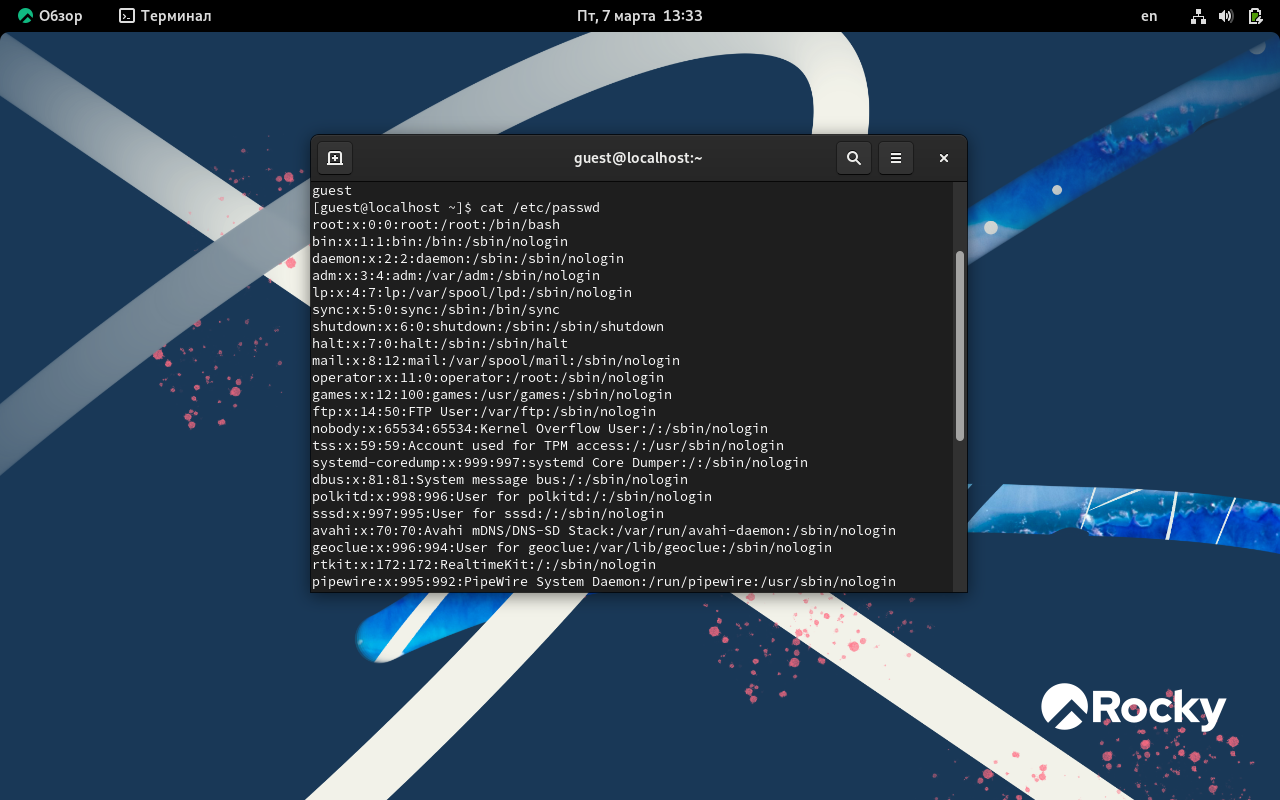 Обзор
Терминал
Пт, 7 марта 13:33
en
guest@localhost:~
guest
[guest@localhost ~]$ cat /etc/passwd
root:x:0:0:root:/root:/bin/bash
bin:x:1:1:bin:/bin:/sbin/nologin
daemon:x:2:2:daemon:/sbin:/sbin/nologin
adm:x:3:4:adm:/var/adm:/sbin/nologin
lp:x:4:7:lp:/var/spool/lpd:/sbin/nologin
sync:x:5:0:sync:/sbin:/bin/sync
shutdown:x:6:0:shutdown:/sbin:/sbin/shutdown
halt:x:7:0:halt:/sbin:/sbin/halt
mail:x:8:12:mail:/var/spool/mail:/sbin/nologin
operator:x:11:0:operator:/root:/sbin/nologin
games:x:12:100:games:/usr/games:/sbin/nologin
ftp:x:14:50:FTP User:/var/ftp:/sbin/nologin
nobody:x:65534:65534:Kernel Overflow User:/:/sbin/nologin
tss:x:59:59:Account used for TPM access:/:/usr/sbin/nologin
systemd-coredump:x:999:997:systemd Core Dumper:/:/sbin/nologin
dbus:x:81:81:System message bus:/:/sbin/nologin
polkitd:x:998:996:User for polkitd:/:/sbin/nologin
sssd:x:997:995:User for sssd:/:/sbin/nologin
avahi:x:70:70:Avahi mDNS/DNS-SD Stack:/var/run/avahi-daemon:/sbin/nologin
geoclue:x:996:994:User for geoclue:/var/lib/geoclue:/sbin/nologin
rtkit:x:172:172:RealtimeKit:/:/sbin/nologin
pipewire:x:995:992:PipeWire System Daemon:/run/pipewire:/usr/sbin/nologin
Rocky